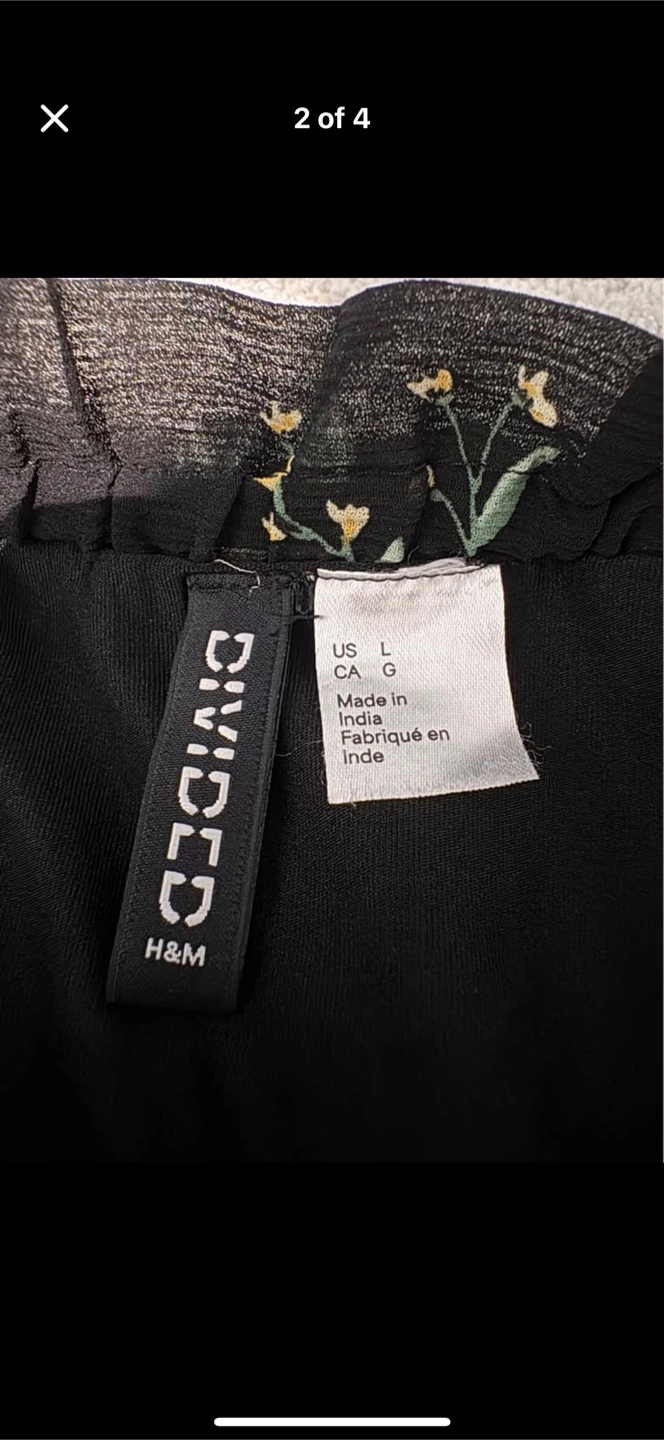 2 of 4
DIVIDED
H&M
US L
CA G
Made in
India
Fabriqué en
Inde